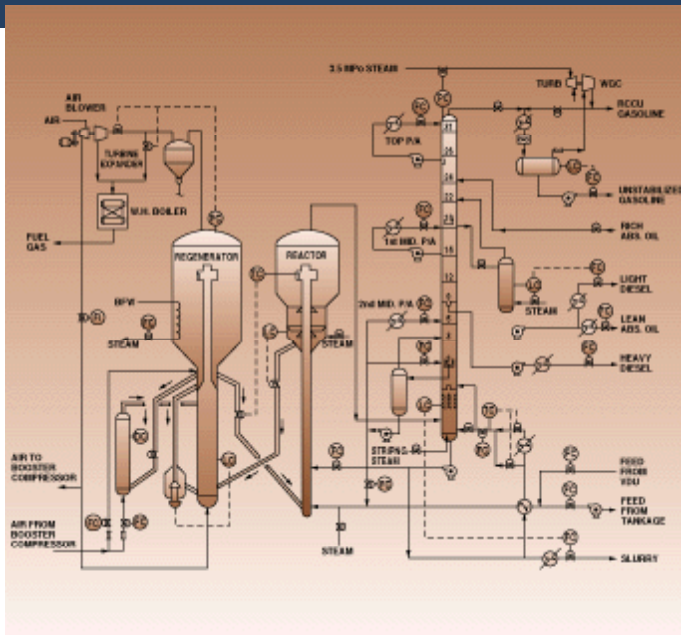 3.5 MPa STEAM
TURB
WGC
AIR
BLOWER
AIR
RCCU
GASOLINE
TURBINE
EXPANDER
TOP P/A
W.H. BOILER
UNSTABILIZED
GASOLINE
FUEL
GAS
REGENERATOR
REACTOR
1st MID. P/A
RICH
ABS. OIL
LIGHT
DIESEL
BFW
STEAM
2nd MID. P/A
STEAM
STEAM
LEAN
ABS. OIL
HEAVY
DIESEL
STRIPNG
STEAM
AIR TO
BOOSTER
COMPRESSOR
FEED
FROM
VDU
FEED
FROM
TANKAGE
AIR FROM
BOOSTER
COMPRESSOR
STEAM
SLURRY